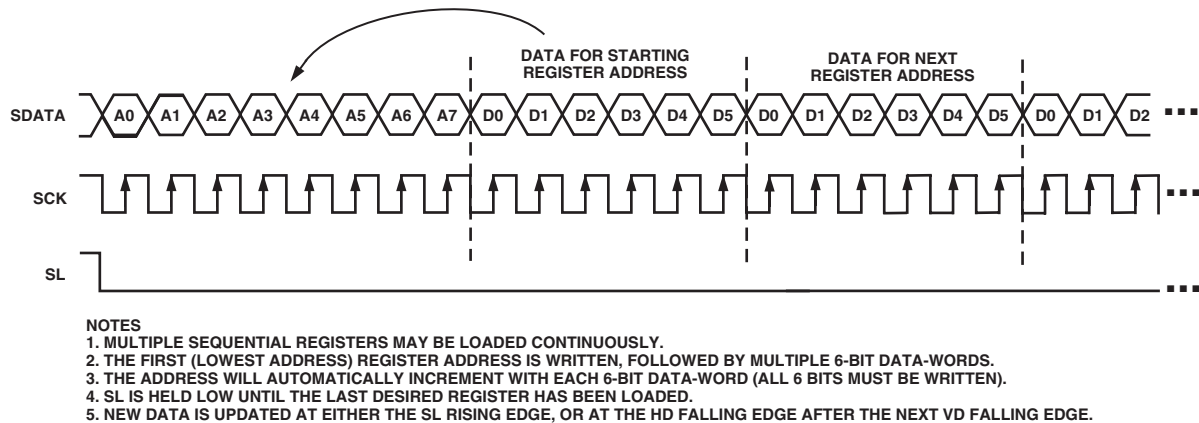 DATA FOR STARTING
REGISTER ADDRESS
DATA FOR NEXT
REGISTER ADDRESS
SDATA A0 A1 A2 A3 A4 A5 A6 A7 D0 D1 D2 D3 D4 D5 D0 D1 D2 D3 D4 D5 D0 D1 D2
SCK
SL
NOTES
1. MULTIPLE SEQUENTIAL REGISTERS MAY BE LOADED CONTINUOUSLY.
2. THE FIRST (LOWEST ADDRESS) REGISTER ADDRESS IS WRITTEN, FOLLOWED BY MULTIPLE 6-BIT DATA-WORDS.
3. THE ADDRESS WILL AUTOMATICALLY INCREMENT WITH EACH 6-BIT DATA-WORD (ALL 6 BITS MUST BE WRITTEN).
4. SL IS HELD LOW UNTIL THE LAST DESIRED REGISTER HAS BEEN LOADED.
5. NEW DATA IS UPDATED AT EITHER THE SL RISING EDGE, OR AT THE HD FALLING EDGE AFTER THE NEXT VD FALLING EDGE.